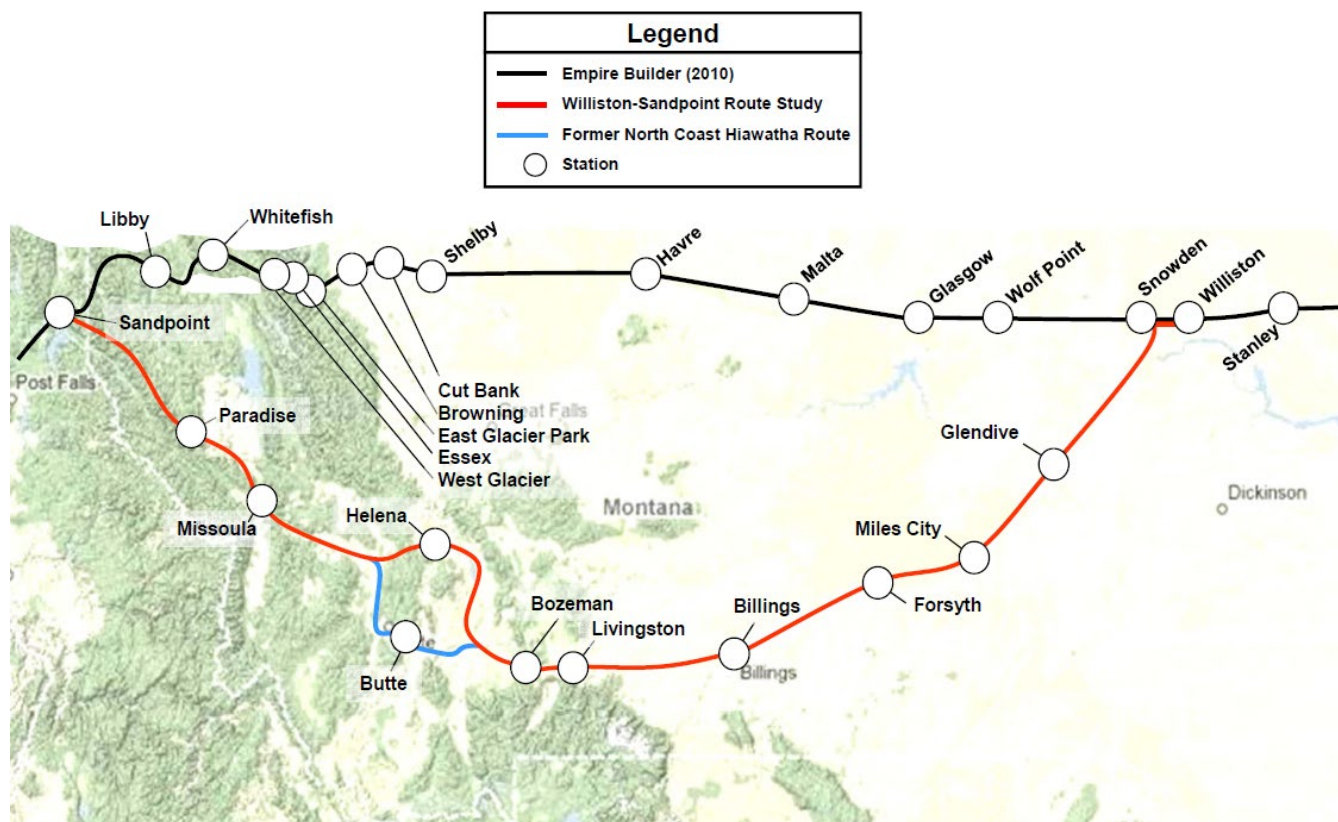 Legend
Empire Builder (2010)
Williston-Sandpoint Route Study
Former North Coast Hiawatha Route
Station
Libby
Whitefish
Shelby
Havre
Malta
Glasgow
Wolf Point
Snowden
Williston
Stanley
Sandpoint
Post Falls
Cut Bank
Browning
Great Falls
East Glacier Park
Essex
West Glacier
Paradise
Glendive
Dickinson
Montana
Missoula
Helena
Miles City
Forsyth
Bozeman
Livingston
Billings
Billings
Butte